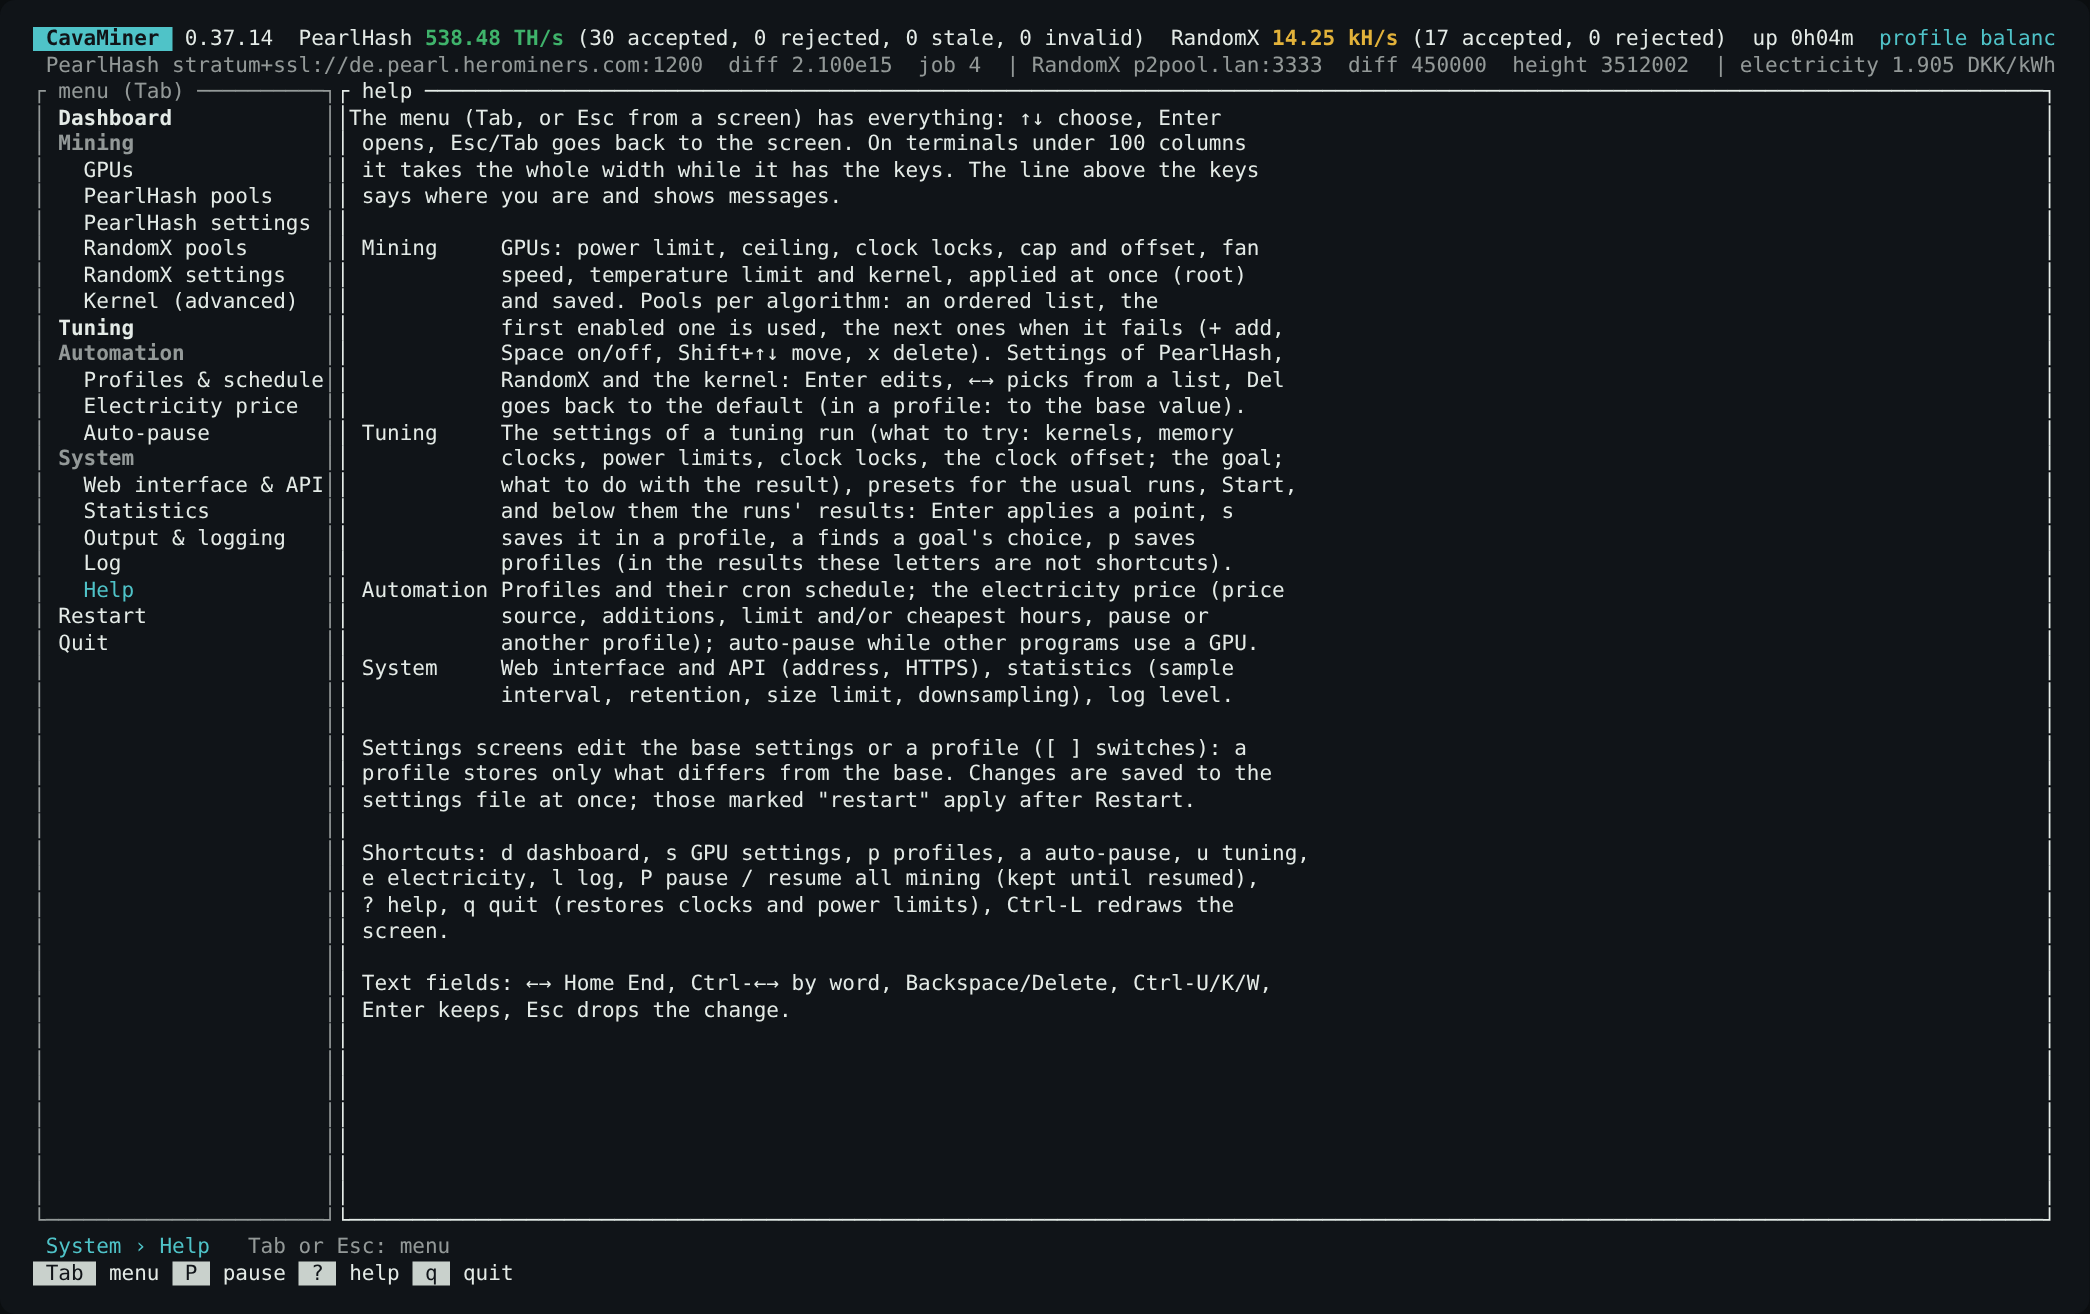 CavaMiner 0.37.14  PearlHash 538.48 TH/s (30 accepted, 0 rejected, 0 stale, 0 invalid)  RandomX 14.25 kH/s (17 accepted, 0 rejected)  up 0h04m  profile balanc
PearlHash stratum+ssl://de.pearl.herominers.com:1200  diff 2.100e15  job 4  | RandomX p2pool.lan:3333  diff 450000  height 3512002  | electricity 1.905 DKK/kWh
menu (Tab)
Dashboard
Mining
GPUs
PearlHash pools
PearlHash settings
RandomX pools
RandomX settings
Kernel (advanced)
Tuning
Automation
Profiles & schedule
Electricity price
Auto-pause
System
Web interface & API
Statistics
Output & logging
Log
Help
Restart
Quit
help
The menu (Tab, or Esc from a screen) has everything: ↑↓ choose, Enter
opens, Esc/Tab goes back to the screen. On terminals under 100 columns
it takes the whole width while it has the keys. The line above the keys
says where you are and shows messages.
Mining     GPUs: power limit, ceiling, clock locks, cap and offset, fan
speed, temperature limit and kernel, applied at once (root)
and saved. Pools per algorithm: an ordered list, the
first enabled one is used, the next ones when it fails (+ add,
Space on/off, Shift+↑↓ move, x delete). Settings of PearlHash,
RandomX and the kernel: Enter edits, ←→ picks from a list, Del
goes back to the default (in a profile: to the base value).
Tuning     The settings of a tuning run (what to try: kernels, memory
clocks, power limits, clock locks, the clock offset; the goal;
what to do with the result), presets for the usual runs, Start,
and below them the runs' results: Enter applies a point, s
saves it in a profile, a finds a goal's choice, p saves
profiles (in the results these letters are not shortcuts).
Automation Profiles and their cron schedule; the electricity price (price
source, additions, limit and/or cheapest hours, pause or
another profile); auto-pause while other programs use a GPU.
System     Web interface and API (address, HTTPS), statistics (sample
interval, retention, size limit, downsampling), log level.
Settings screens edit the base settings or a profile ([ ] switches): a
profile stores only what differs from the base. Changes are saved to the
settings file at once; those marked "restart" apply after Restart.
Shortcuts: d dashboard, s GPU settings, p profiles, a auto-pause, u tuning,
e electricity, l log, P pause / resume all mining (kept until resumed),
? help, q quit (restores clocks and power limits), Ctrl-L redraws the
screen.
Text fields: ←→ Home End, Ctrl-←→ by word, Backspace/Delete, Ctrl-U/K/W,
Enter keeps, Esc drops the change.
System › Help   Tab or Esc: menu
Tab menu P pause ? help q quit